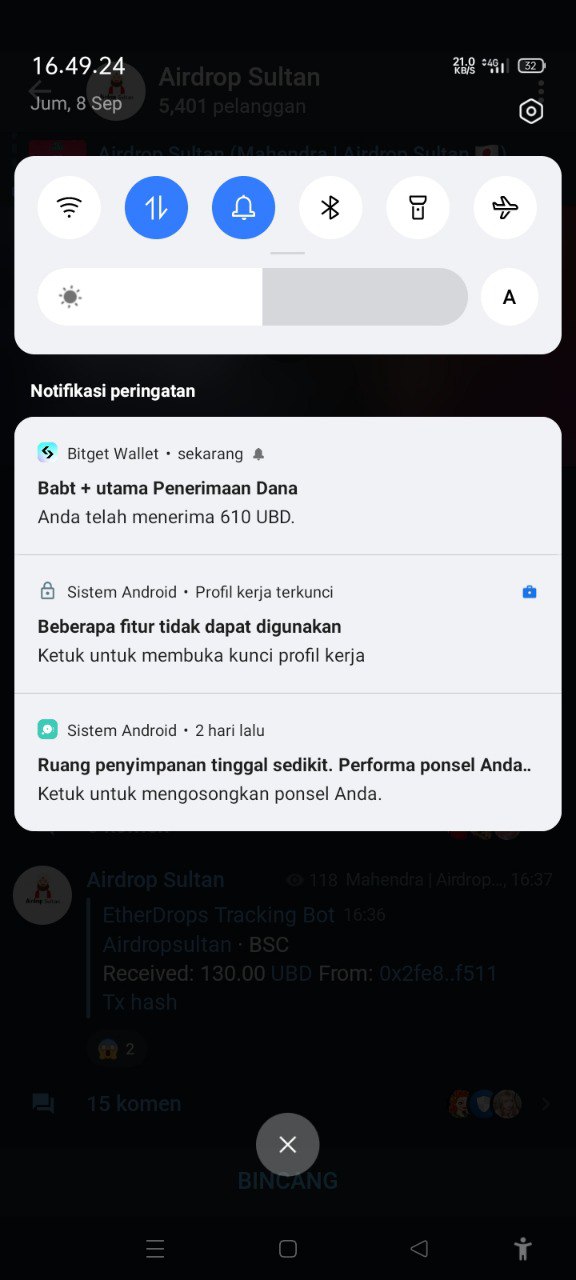 16.49.24
21.0 KB/S
4G
32
Jum, 8 Sep
Airdrop Sultan
5,401 pelanggan
Airdrop Sultan (Mahendra | Airdrop Sultan
A
Notifikasi peringatan
Bitget Wallet • sekarang
Babt + utama Penerimaan Dana
Anda telah menerima 610 UBD.
Sistem Android • Profil kerja terkunci
Beberapa fitur tidak dapat digunakan
Ketuk untuk membuka kunci profil kerja
Sistem Android • 2 hari lalu
Ruang penyimpanan tinggal sedikit. Performa ponsel Anda..
Ketuk untuk mengosongkan ponsel Anda.
Airdrop Sultan
118 Mahendra | Airdrop..., 16:37
EtherDrops Tracking Bot 16:36
Airdropsultan · BSC
Received: 130.00 UBD From: 0x2fe8..f511
Tx hash
2
15 komen
BINCANG